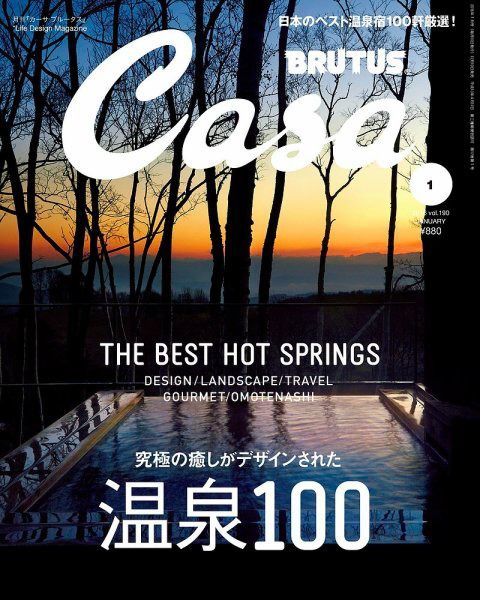 月刊『カーサ ブルータス』
"Life Design Magazine
日本のベスト温泉宿100軒厳選！
BRUTUS
Casa
1
vol.190
JANUARY
¥880
THE BEST HOT SPRINGS
DESIGN/LANDSCAPE/TRAVEL
GOURMET/OMOTENASHI
究極の癒しがデザインされた
温泉100